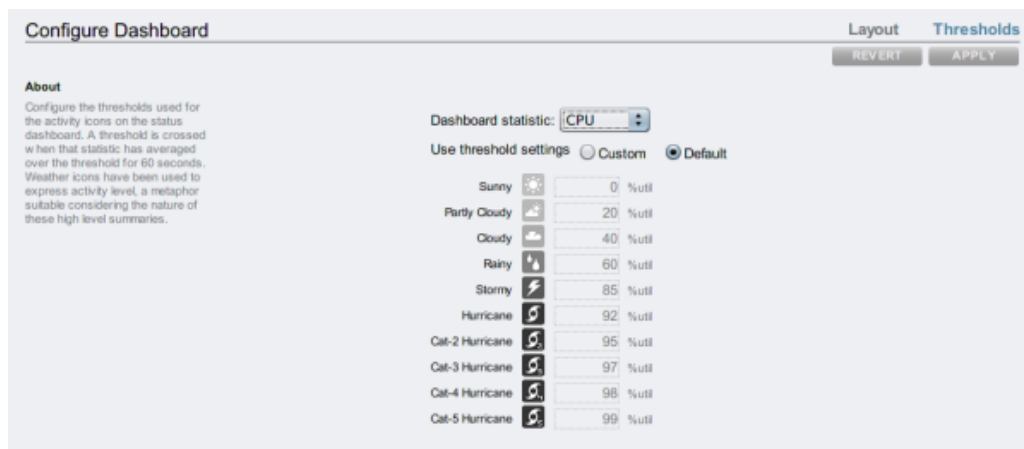 Configure Dashboard
Layout Thresholds
REVERT APPLY
About
Configure the thresholds used for
the activity icons on the status
dashboard. A threshold is crossed
when that statistic has averaged
over the threshold for 60 seconds.
Weather icons have been used to
express activity level, a metaphor
suitable considering the nature of
these high level summaries.
Dashboard statistic: CPU
Use threshold settings Custom Default
Sunny 0 %util
Partly Cloudy 20 %util
Cloudy 40 %util
Rainy 60 %util
Stormy 85 %util
Hurricane 92 %util
Cat-2 Hurricane 2 95 %util
Cat-3 Hurricane 3 97 %util
Cat-4 Hurricane 4 98 %util
Cat-5 Hurricane 5 99 %util